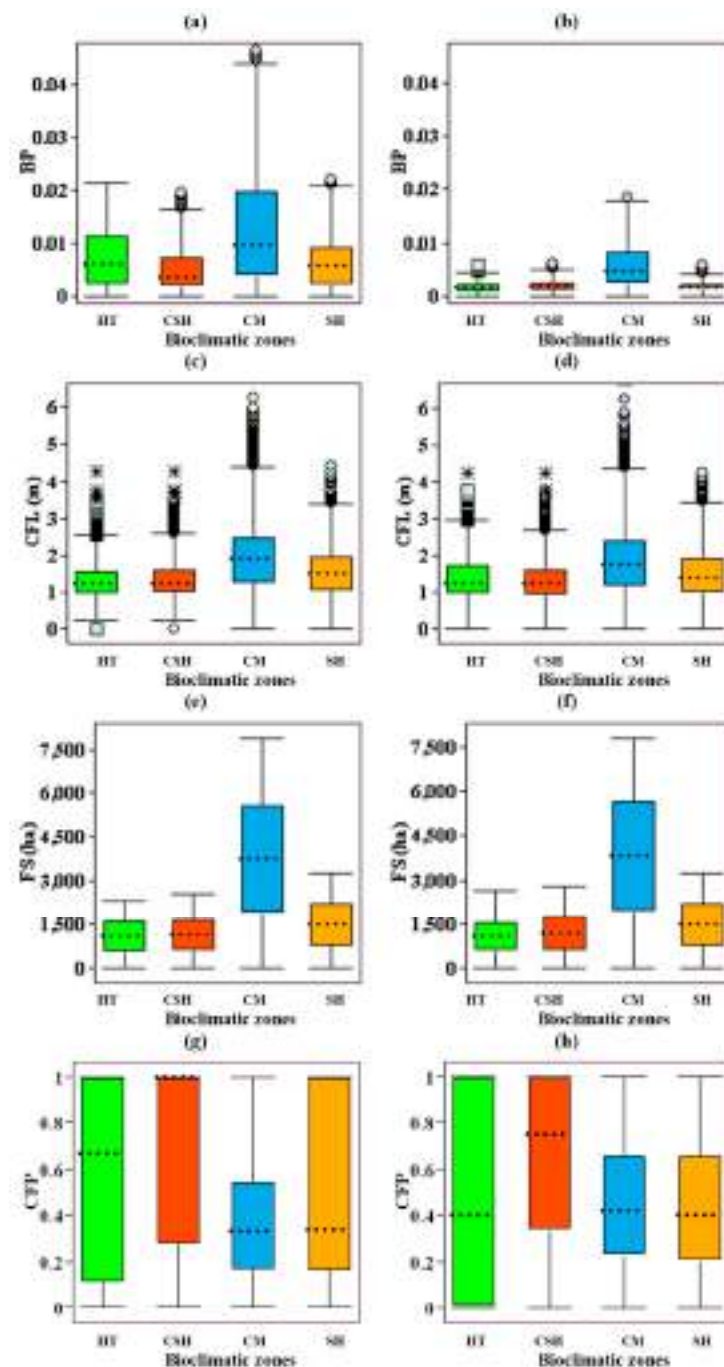 (a) (b)
0.04
0.03
0.02
0.01
0
BP
HT CSH CM SH
Bioclimatic zones
0.04
0.03
0.02
0.01
0
BP
HT CSH CM SH
Bioclimatic zones
(c) (d)
6
5
4
3
2
1
0
CFL (m)
HT CSH CM SH
Bioclimatic zones
6
5
4
3
2
1
0
CFL (m)
HT CSH CM SH
Bioclimatic zones
(e) (f)
7,500
6,000
4,500
3,000
1,500
0
FS (ha)
HT CSH CM SH
Bioclimatic zones
7,500
6,000
4,500
3,000
1,500
0
FS (ha)
HT CSH CM SH
Bioclimatic zones
(g) (h)
1
0.8
0.6
0.4
0.2
0
CFP
HT CSH CM SH
Bioclimatic zones
1
0.8
0.6
0.4
0.2
0
CFP
HT CSH CM SH
Bioclimatic zones